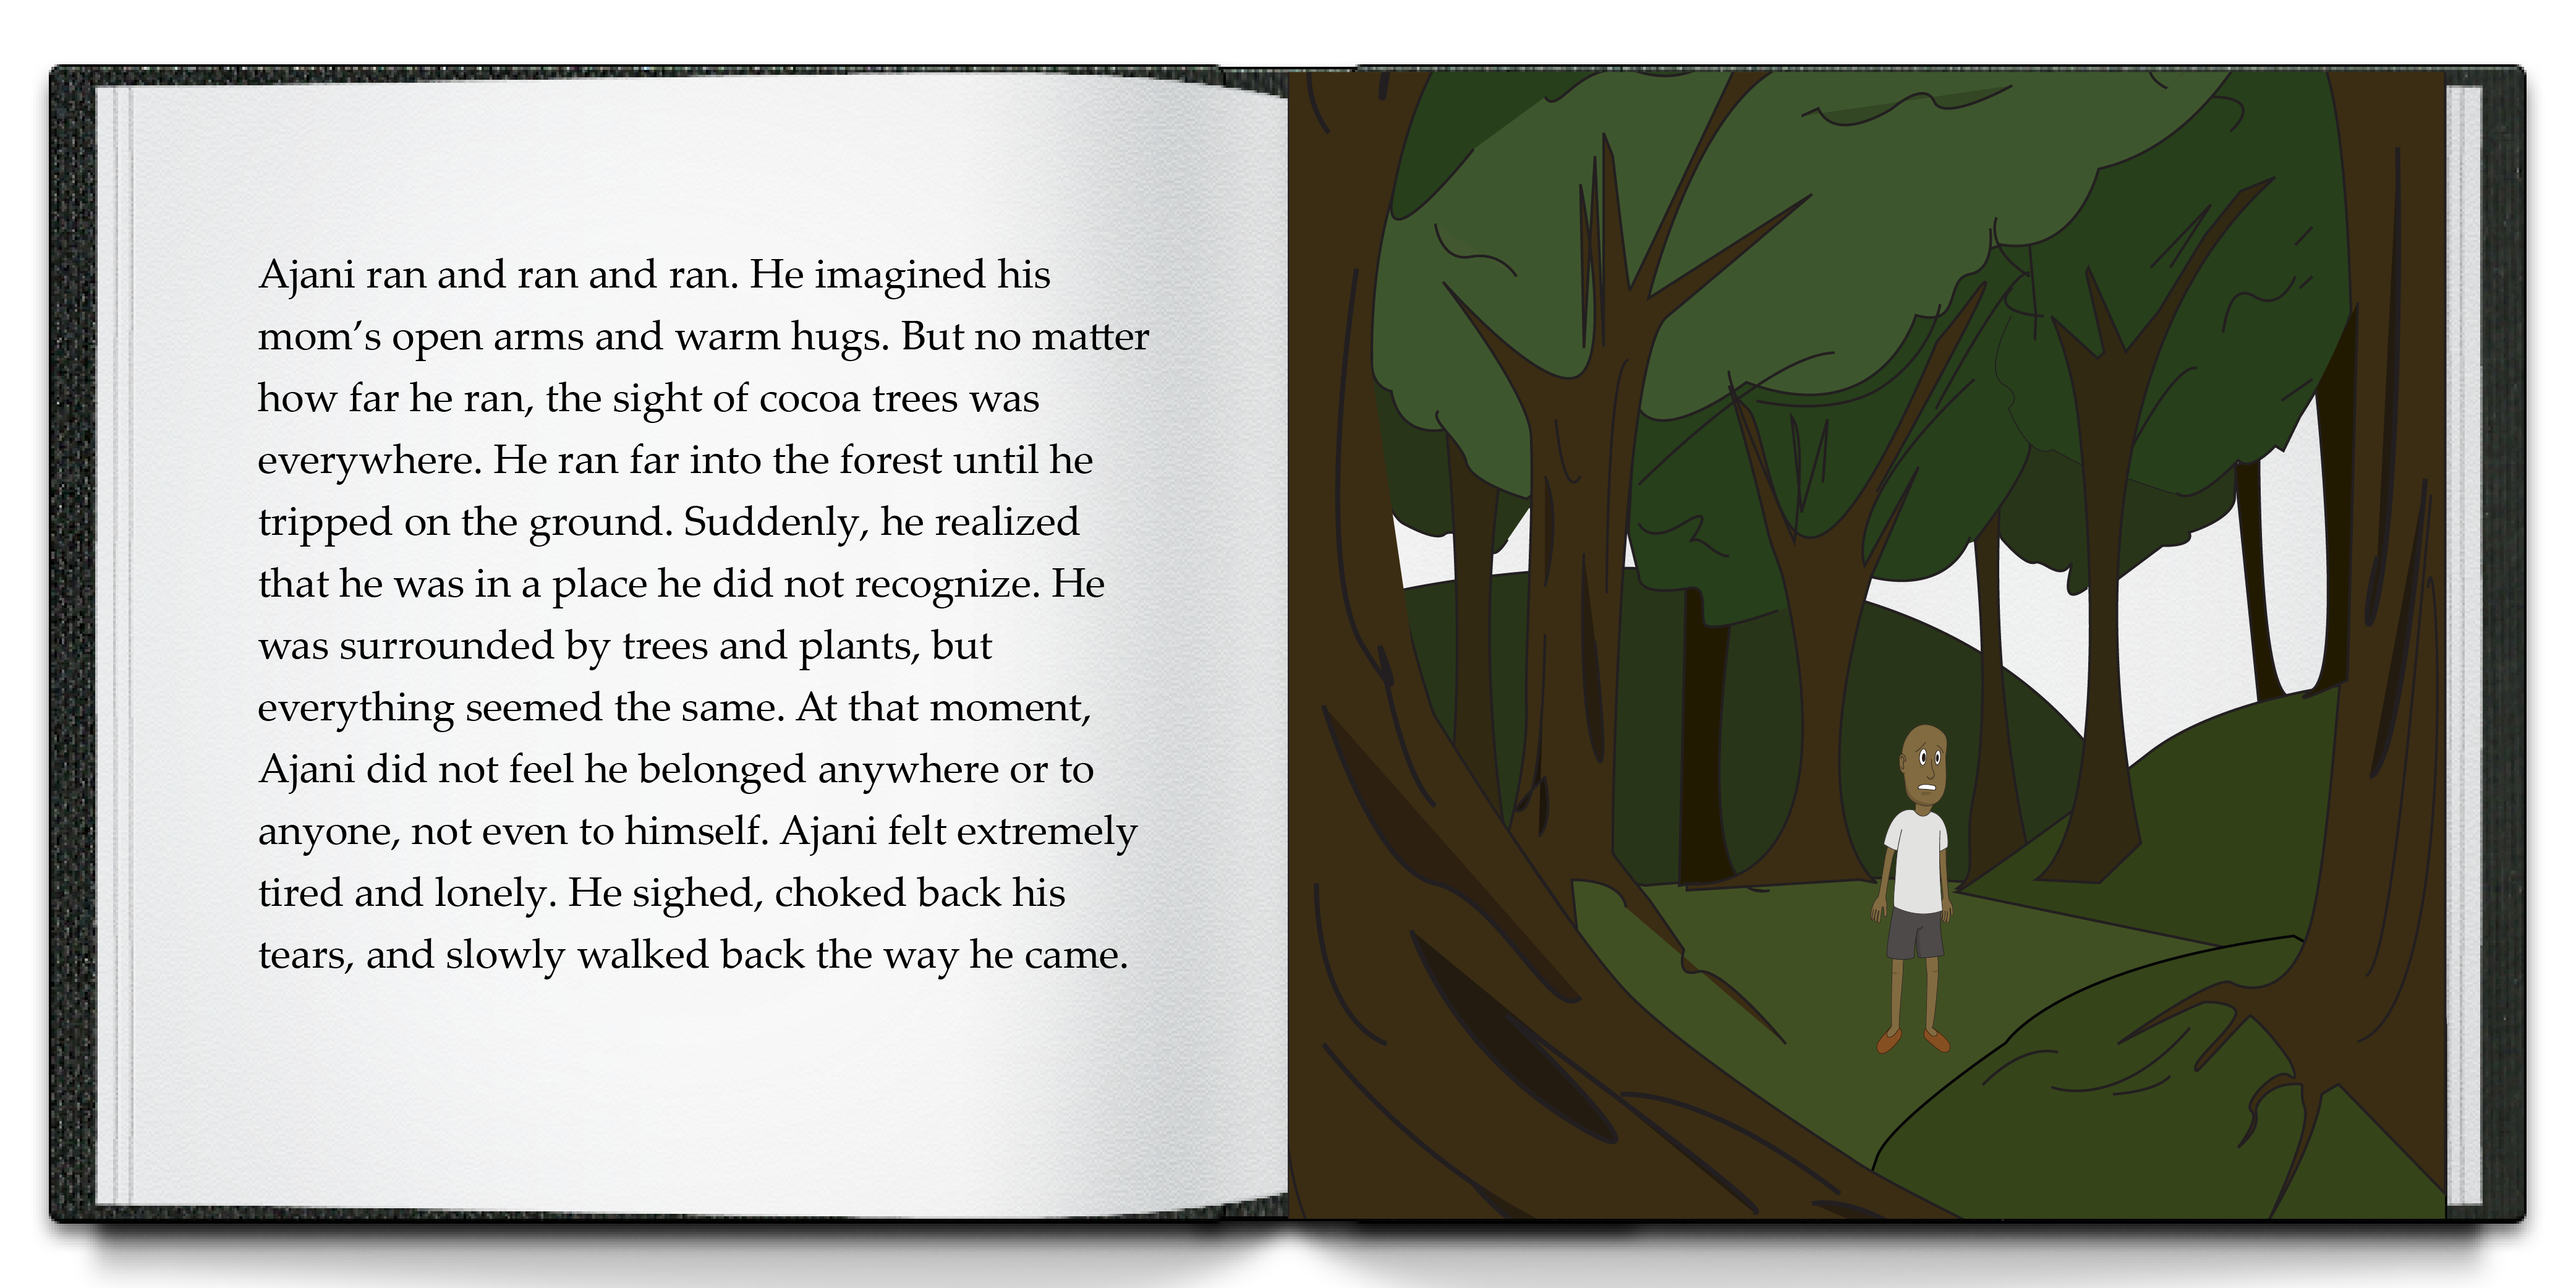 Ajani ran and ran and ran. He imagined his
mom’s open arms and warm hugs. But no matter
how far he ran, the sight of cocoa trees was
everywhere. He ran far into the forest until he
tripped on the ground. Suddenly, he realized
that he was in a place he did not recognize. He
was surrounded by trees and plants, but
everything seemed the same. At that moment,
Ajani did not feel he belonged anywhere or to
anyone, not even to himself. Ajani felt extremely
tired and lonely. He sighed, choked back his
tears, and slowly walked back the way he came.